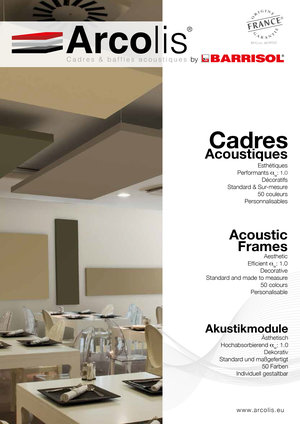 Arcolis®
Cadres & baffles acoustiques by BARRISOL®
ORIGINE
FRANCE
GARANTIE
Cadres
Acoustiques
Esthétiques
Performants αw: 1.0
Décoratifs
Standard & Sur-mesure
50 couleurs
Personnalisables
Acoustic
Frames
Aesthetic
Efficient αw: 1.0
Decorative
Standard and made to measure
50 colours
Personalisable
Akustikmodule
Ästhetisch
Hochabsorbierend αw: 1.0
Dekorativ
Standard und maßgefertigt
50 Farben
Individuell gestaltbar
www.arcolis.eu